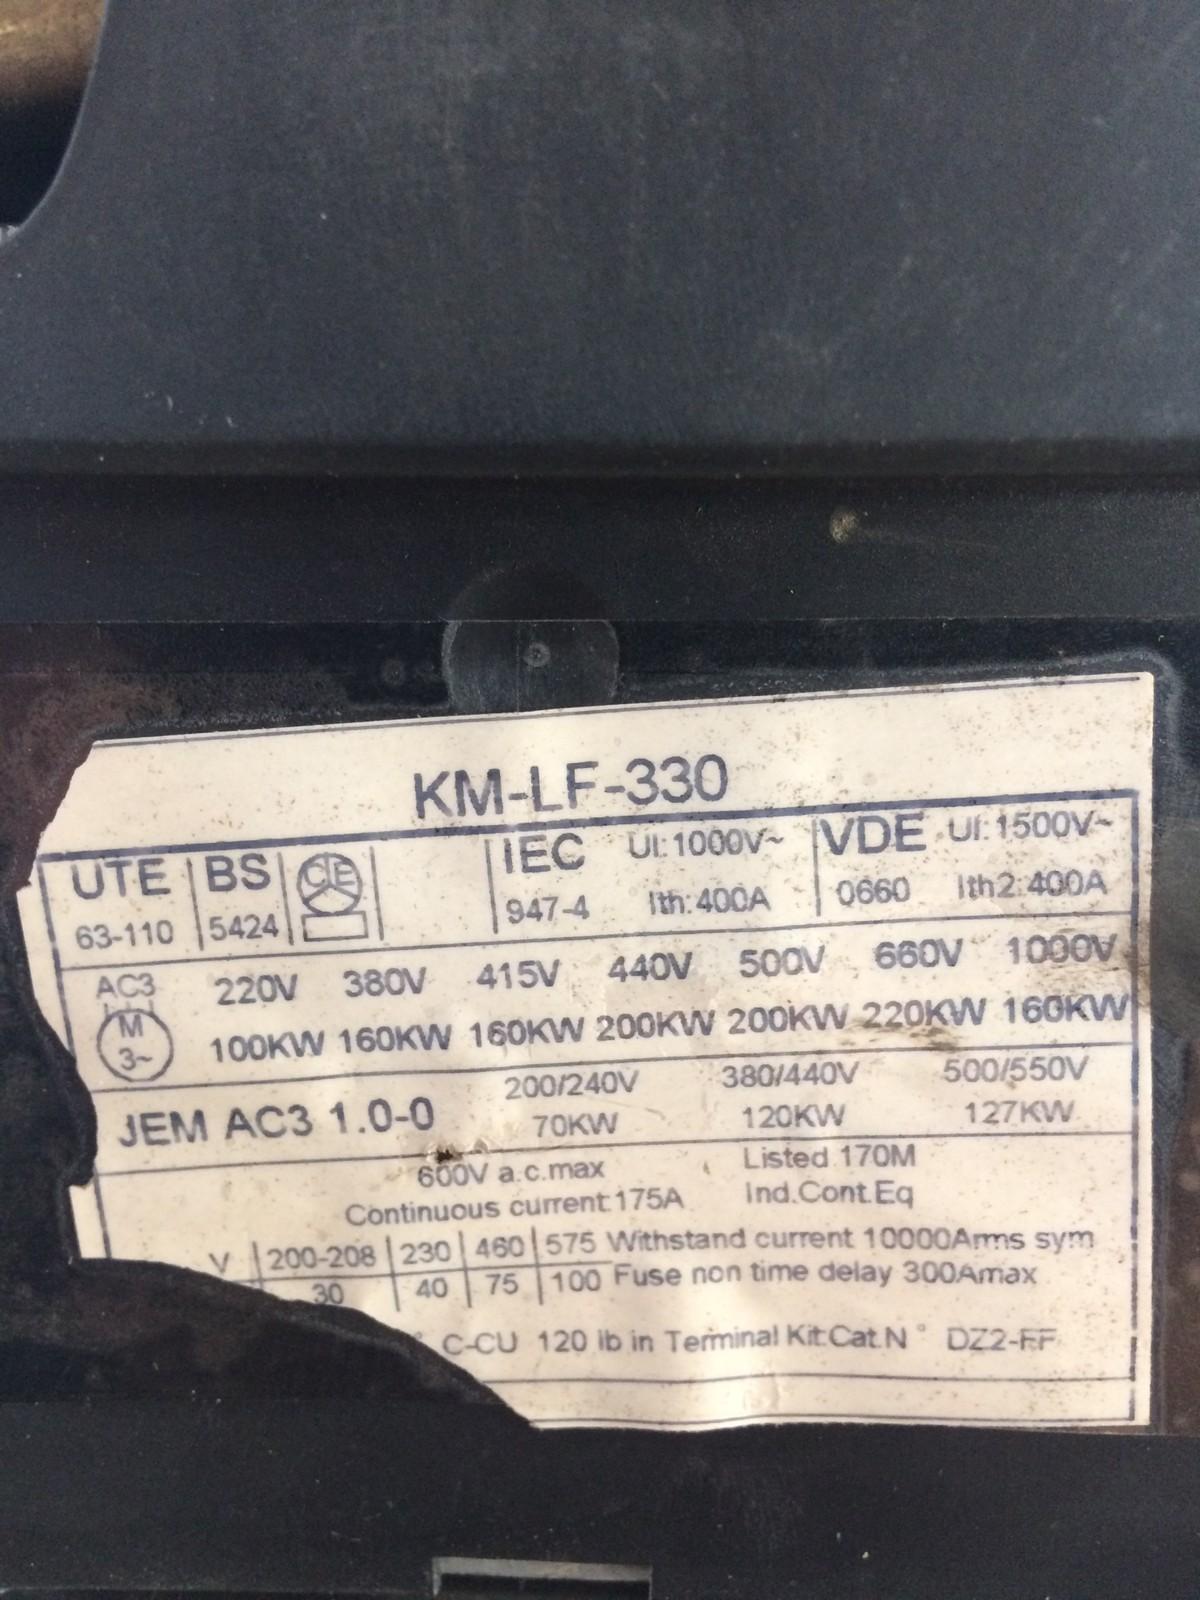 KM-LF-330
UTE BS CE IEC UI:1000V~ VDE UI:1500V~
63-110 5424 947-4 Ith:400A 0660 Ith2:400A
AC3 220V 380V 415V 440V 500V 660V 1000V
M 3~ 100KW 160KW 160KW 200KW 200KW 220KW 160KW
200/240V 380/440V 500/550V
JEM AC3 1.0-0 70KW 120KW 127KW
600V a.c.max Listed 170M
Continuous current:175A Ind.Cont.Eq
V 200-208 230 460 575 Withstand current 10000Arms sym
30 40 75 100 Fuse non time delay 300Amax
° C-CU 120 lb in Terminal Kit:Cat.N° DZ2-FF